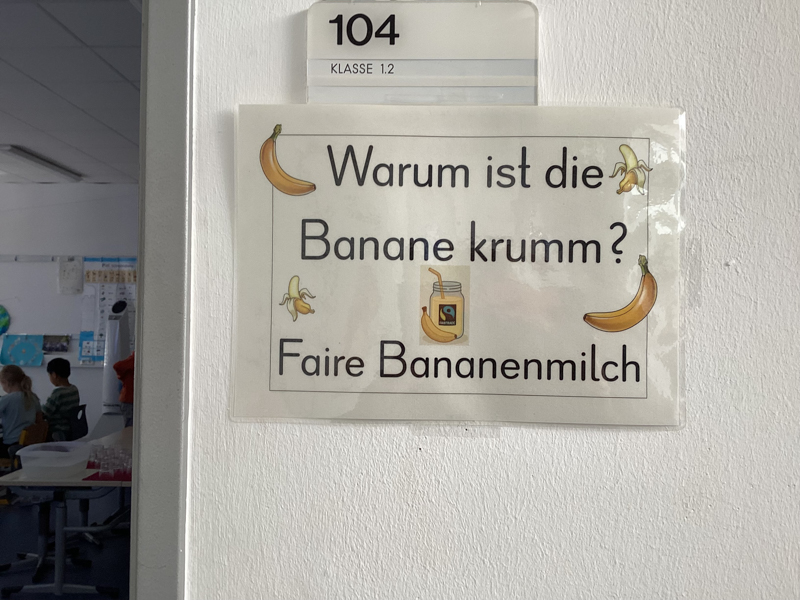 104
KLASSE 1.2
Warum ist die
Banane krumm?
Faire Bananenmilch